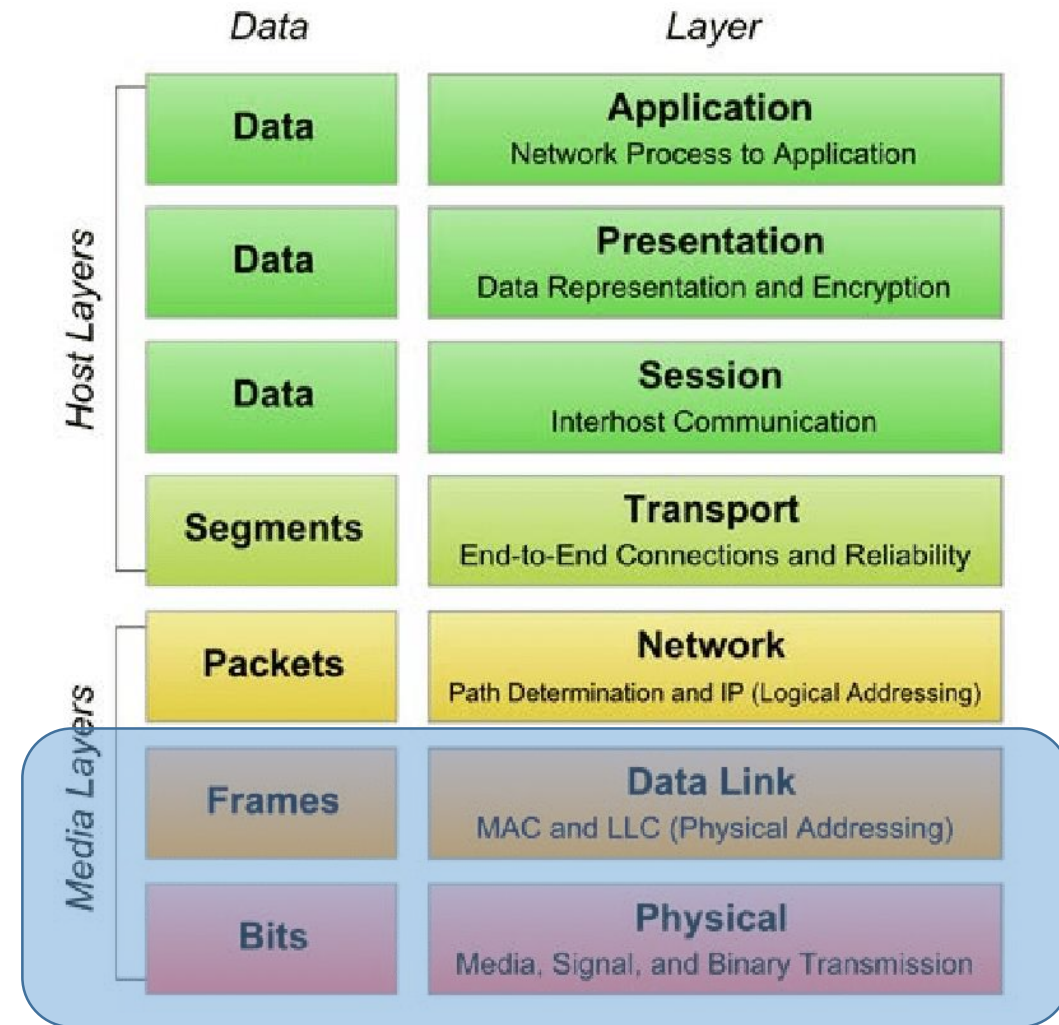 Data
Layer
Host Layers
Data
Application
Network Process to Application
Data
Presentation
Data Representation and Encryption
Data
Session
Interhost Communication
Segments
Transport
End-to-End Connections and Reliability
Media Layers
Packets
Network
Path Determination and IP (Logical Addressing)
Frames
Data Link
MAC and LLC (Physical Addressing)
Bits
Physical
Media, Signal, and Binary Transmission